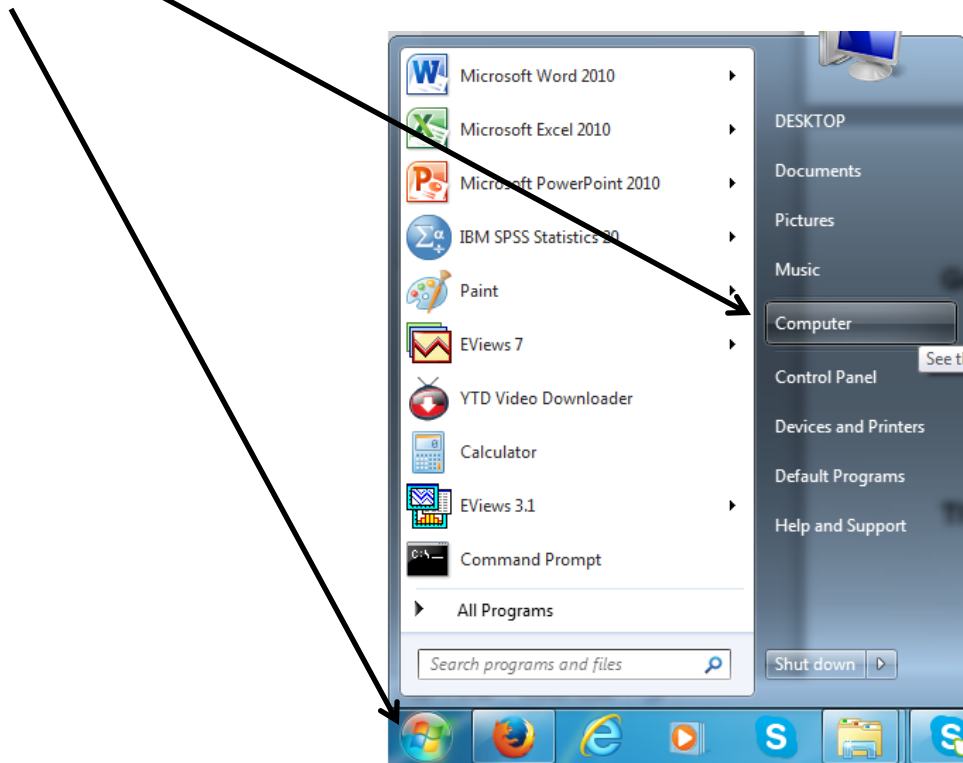 Microsoft Word 2010
Microsoft Excel 2010
Microsoft PowerPoint 2010
IBM SPSS Statistics 20
Paint
EViews 7
YTD Video Downloader
Calculator
EViews 3.1
C:\
Command Prompt
All Programs
Search programs and files
DESKTOP
Documents
Pictures
Music
Computer
See t
Control Panel
Devices and Printers
Default Programs
Help and Support
Shut down